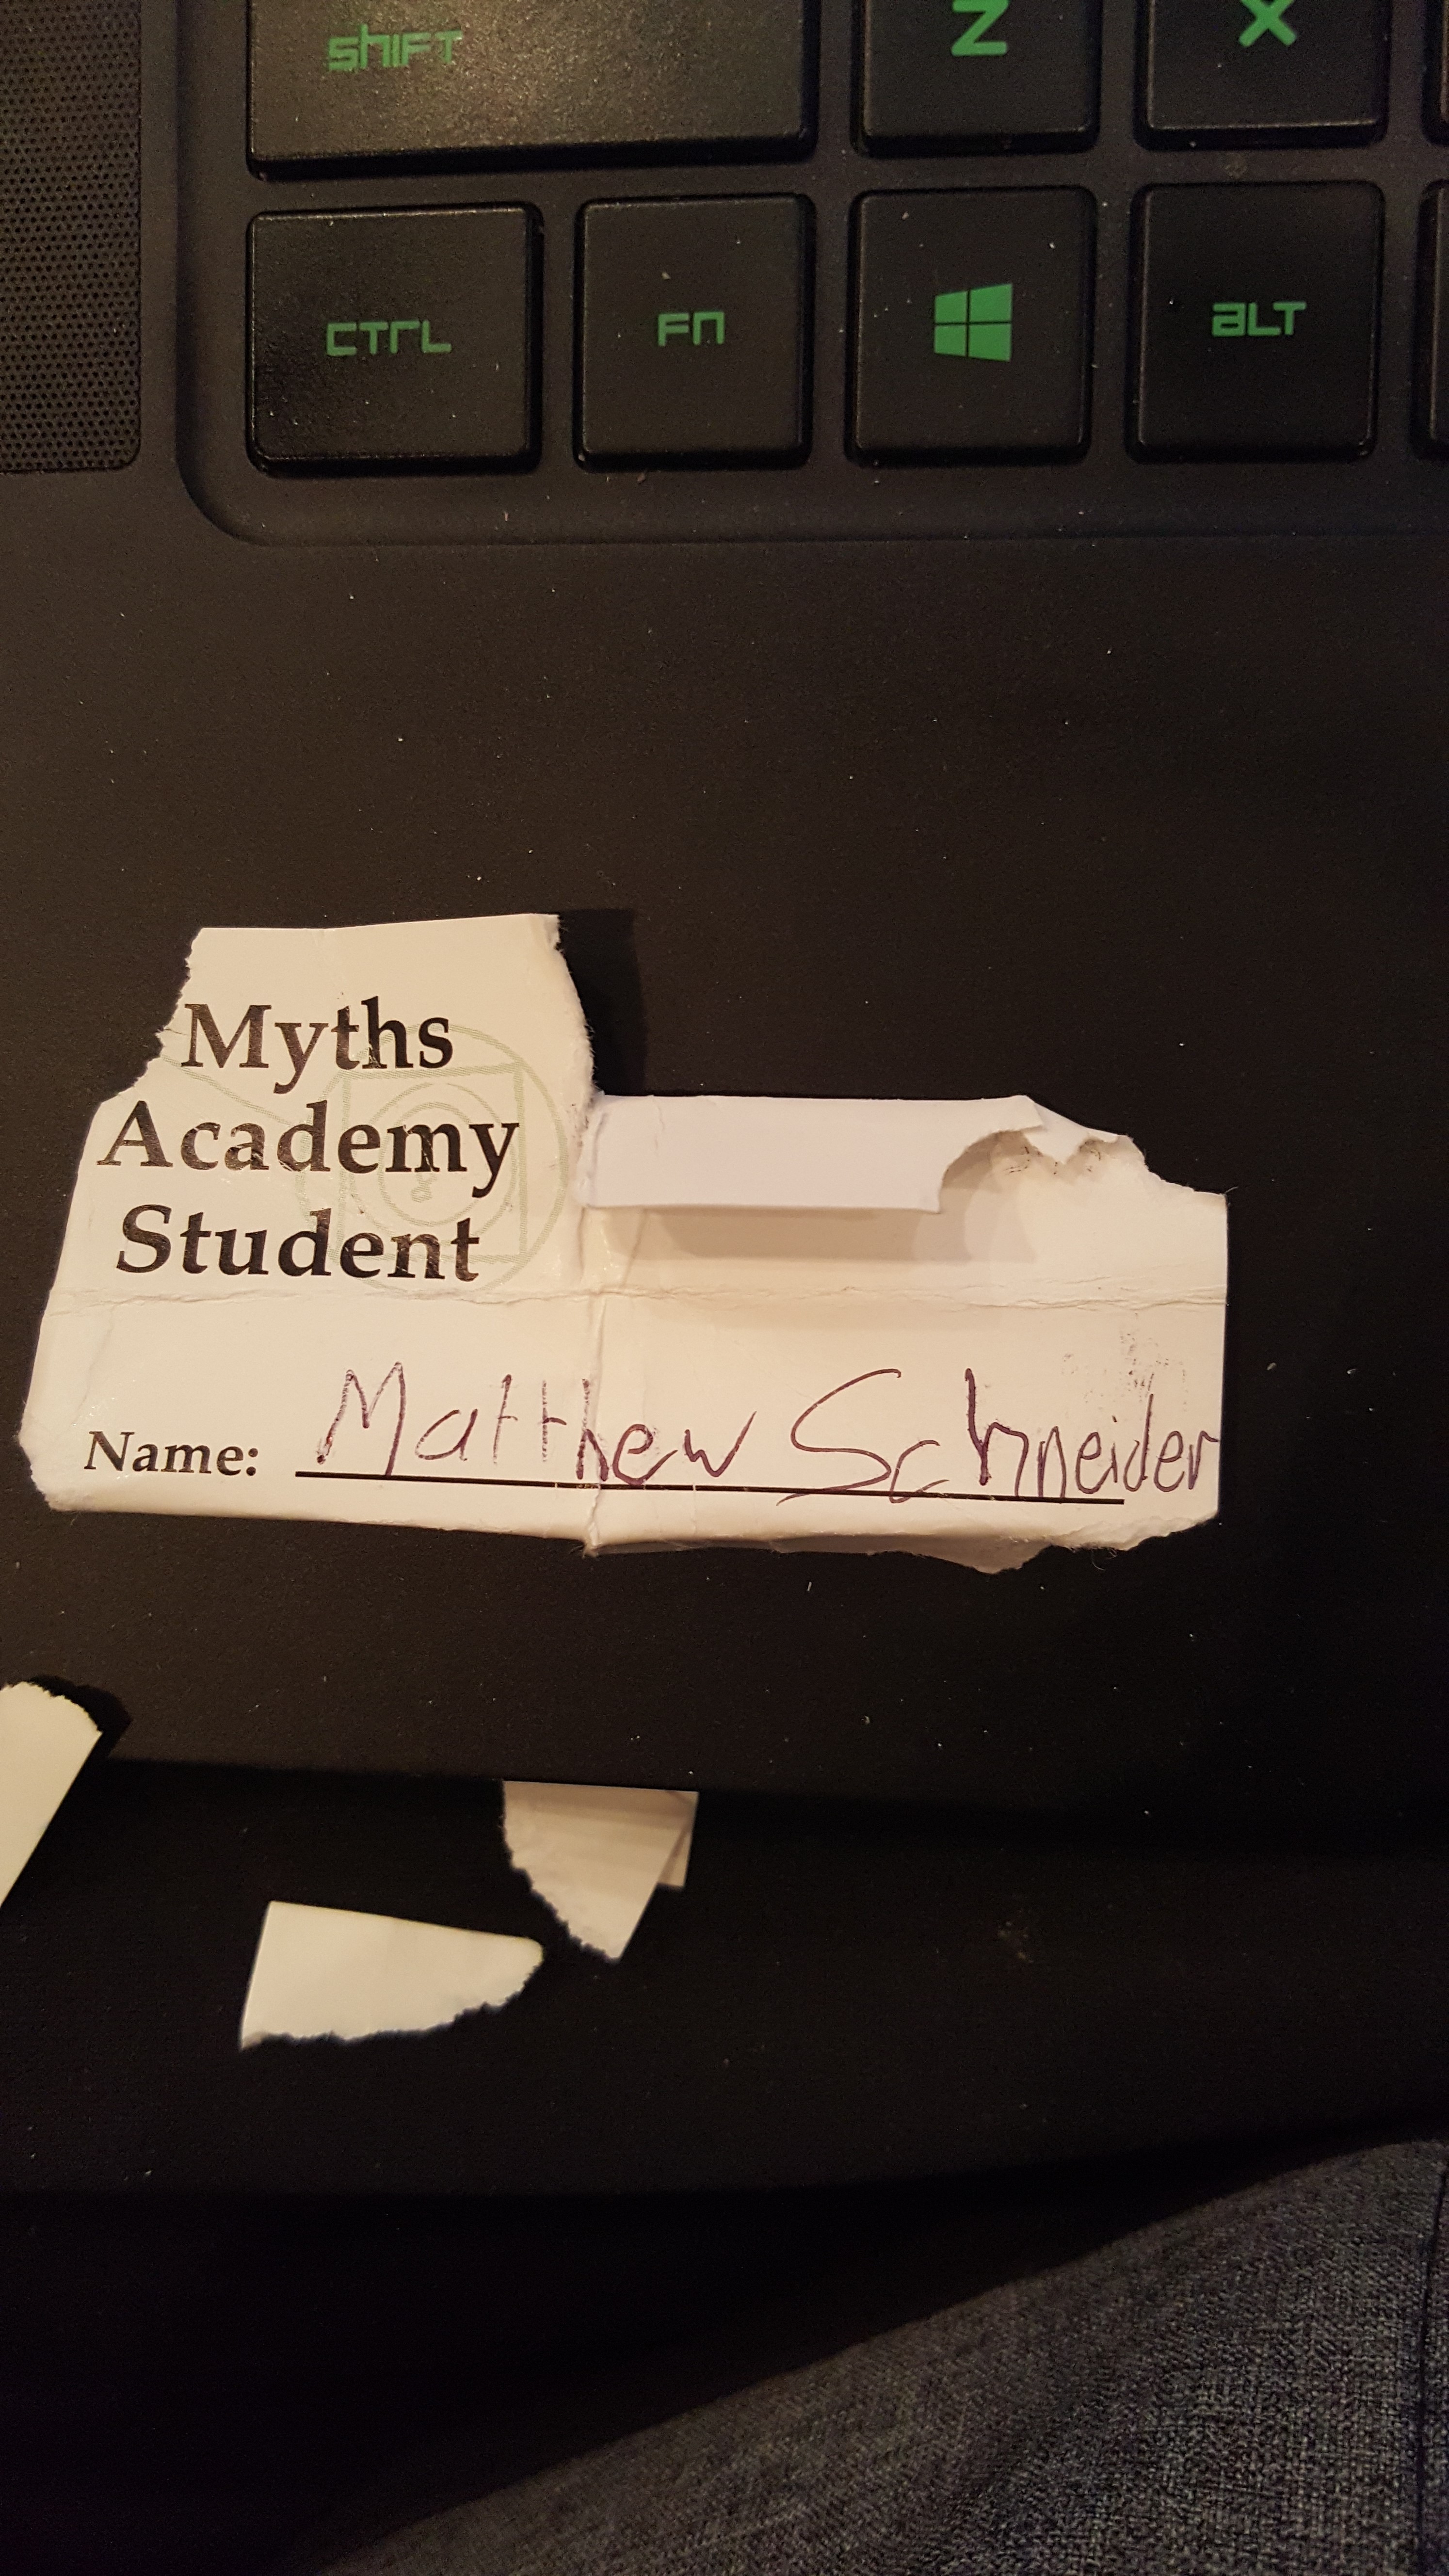 SHIFT Z X
CTRL FN ALT
Myths
Academy
Student
Name: Matthew Schneider